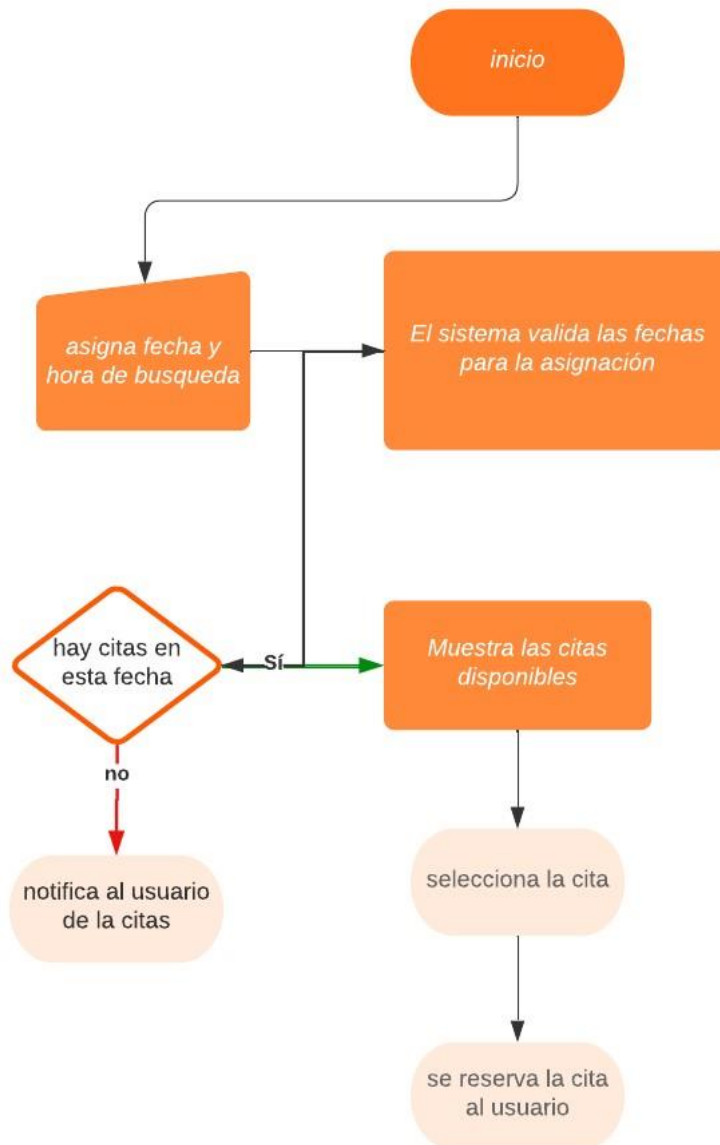 inicio
asigna fecha y
hora de busqueda
El sistema valida las fechas
para la asignación
hay citas en
esta fecha
Sí
Muestra las citas
disponibles
no
notifica al usuario
de la citas
selecciona la cita
se reserva la cita
al usuario